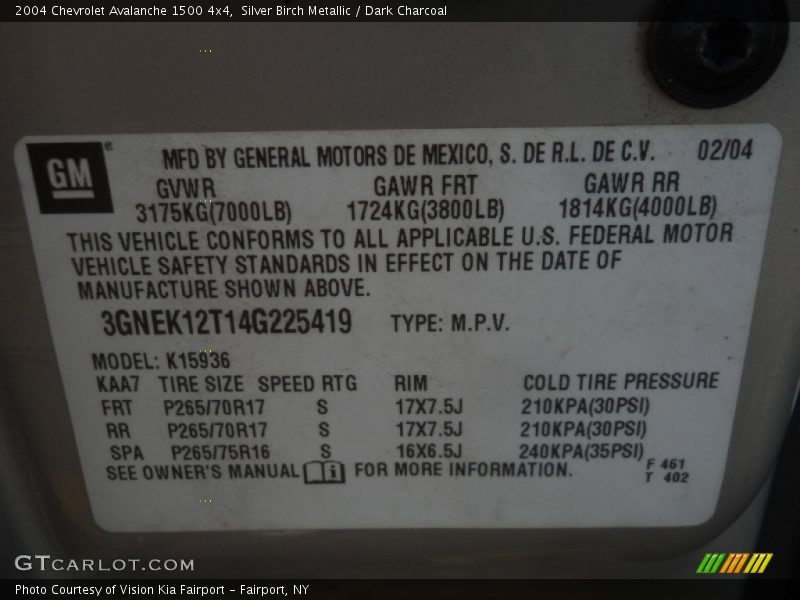 2004 Chevrolet Avalanche 1500 4x4,  Silver Birch Metallic / Dark Charcoal
GM®
MFD BY GENERAL MOTORS DE MEXICO, S. DE R.L. DE C.V. 02/04
GVWR GAWR FRT GAWR RR
3175KG(7000LB) 1724KG(3800LB) 1814KG(4000LB)
THIS VEHICLE CONFORMS TO ALL APPLICABLE U.S. FEDERAL MOTOR
VEHICLE SAFETY STANDARDS IN EFFECT ON THE DATE OF
MANUFACTURE SHOWN ABOVE.
3GNEK12T14G225419 TYPE: M.P.V.
MODEL: K15936
KAA7 TIRE SIZE SPEED RTG RIM COLD TIRE PRESSURE
FRT P265/70R17 S 17X7.5J 210KPA(30PSI)
RR P265/70R17 S 17X7.5J 210KPA(30PSI)
SPA P265/75R16 S 16X6.5J 240KPA(35PSI)
SEE OWNER'S MANUAL i FOR MORE INFORMATION.
F 461
T 402
GTCARLOT.COM
Photo Courtesy of Vision Kia Fairport – Fairport, NY